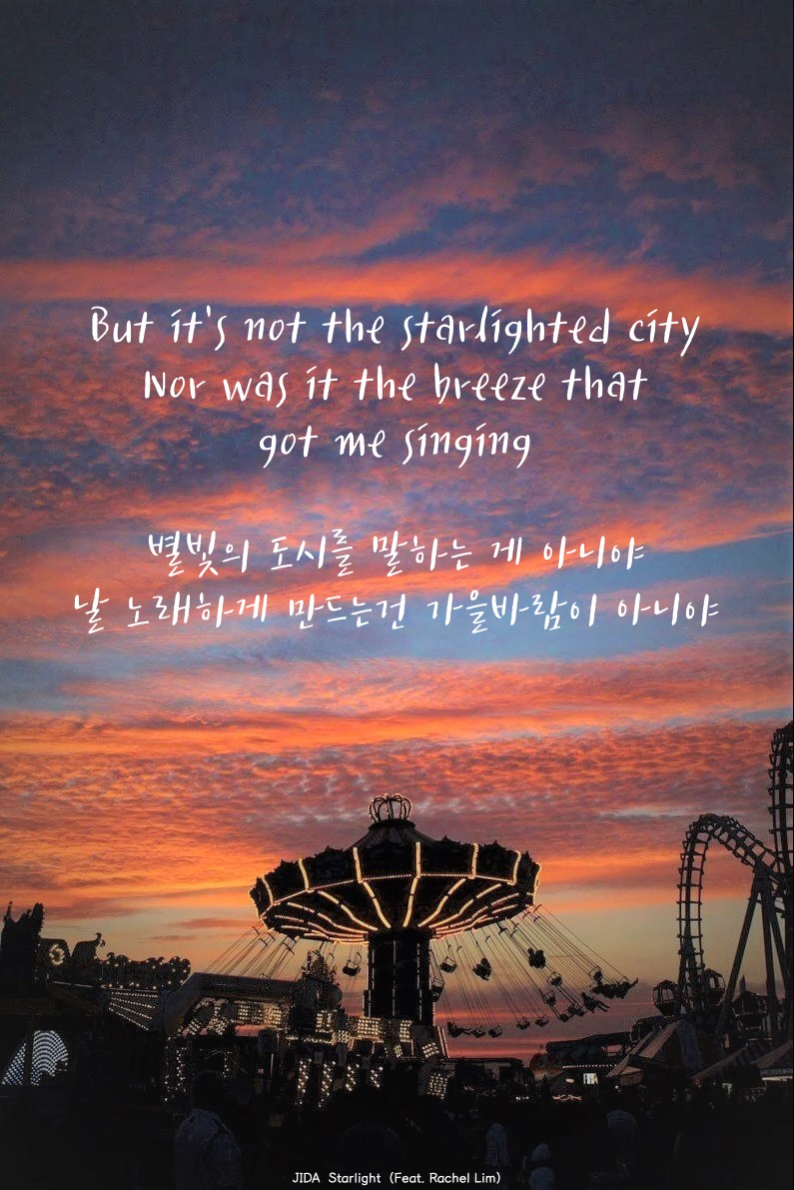 But it's not the starlighted city
Nor was it the breeze that
got me singing
별빛의 도시를 말하는 게 아니야
날 노래하게 만드는건 가을바람이 아니야
JIDA Starlight (Feat. Rachel Lim)